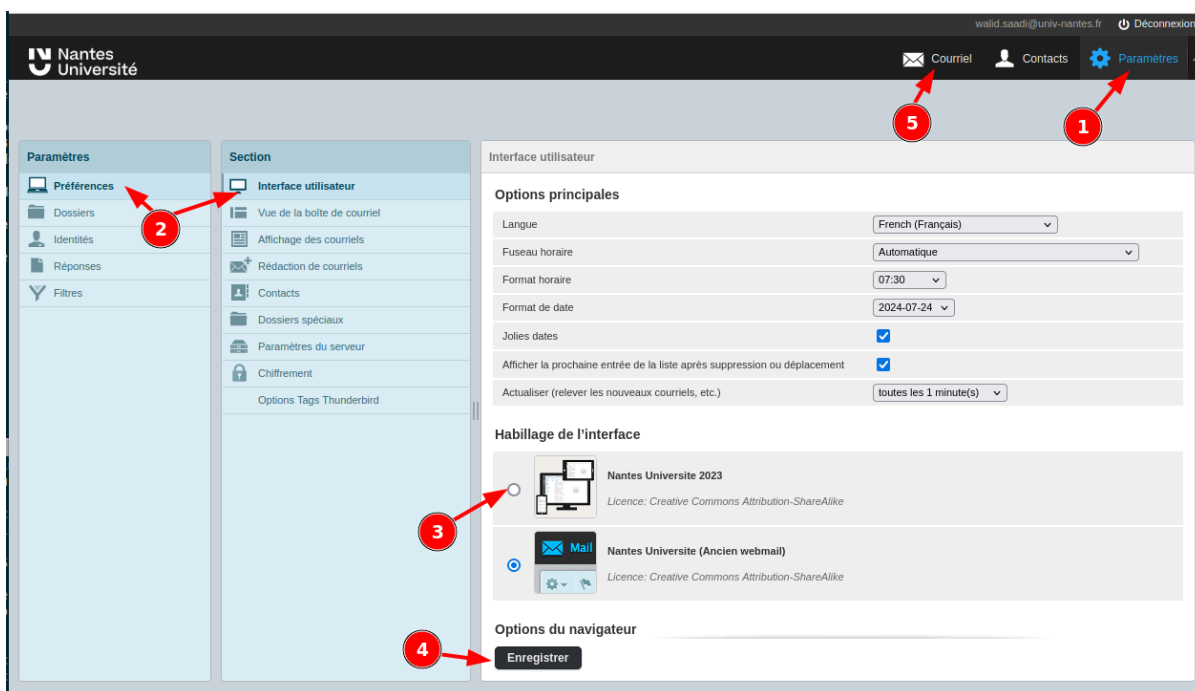 walid.saadi@univ-nantes.fr Déconnexion
Nantes
Université
Courriel Contacts Paramètres
5 1
Paramètres
Préférences
Dossiers
Identités
Réponses
Filtres
2
Section
Interface utilisateur
Vue de la boîte de courriel
Affichage des courriels
Rédaction de courriels
Contacts
Dossiers spéciaux
Paramètres du serveur
Chiffrement
Options Tags Thunderbird
Interface utilisateur
Options principales
Langue French (Français)
Fuseau horaire Automatique
Format horaire 07:30
Format de date 2024-07-24
Jolies dates
Afficher la prochaine entrée de la liste après suppression ou déplacement
Actualiser (relever les nouveaux courriels, etc.) toutes les 1 minute(s)
Habillage de l'interface
Nantes Universite 2023
Licence: Creative Commons Attribution-ShareAlike
3
Mail
Nantes Universite (Ancien webmail)
Licence: Creative Commons Attribution-ShareAlike
Options du navigateur
4
Enregistrer